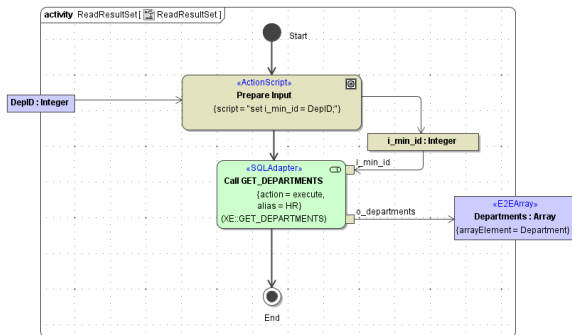 activity ReadResultSet [ ReadResultSet ]
Start
«ActionScript»
Prepare Input
{script = "set i_min_id = DepID;"}
DepID : Integer
i_min_id : Integer
i_min_id
«SQLAdapter»
Call GET_DEPARTMENTS
{action = execute,
alias = HR}
(XE::GET_DEPARTMENTS)
o_departments
«E2EArray»
Departments : Array
{arrayElement = Department}
End